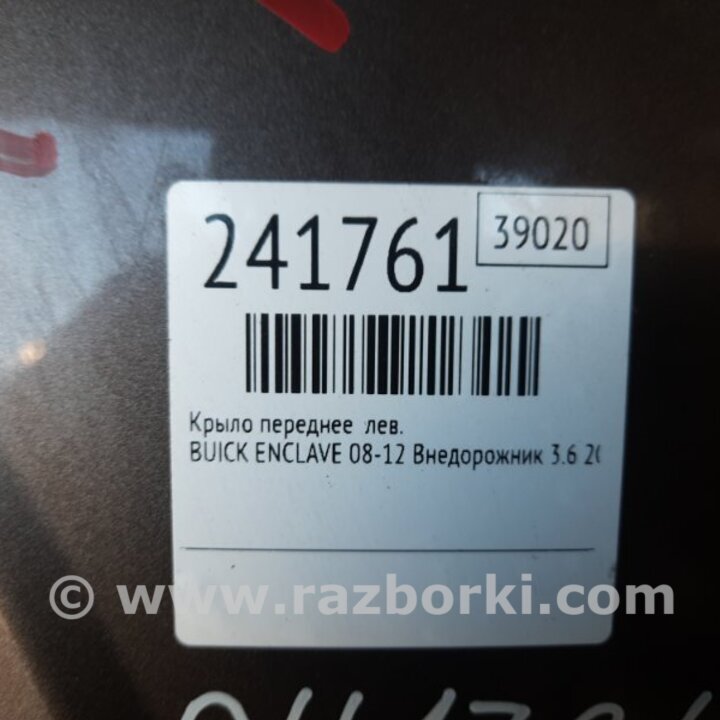 241761
39020
Крыло переднее лев.
BUICK ENCLAVE 08-12 Внедорожник 3.6
© www.razborki.com